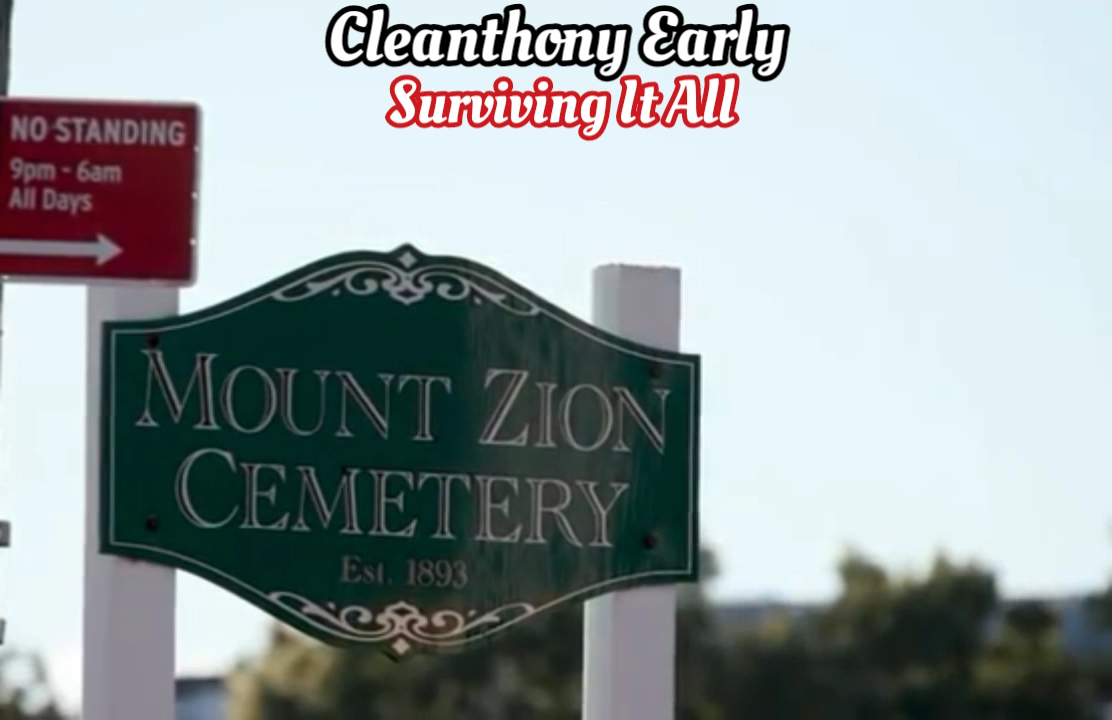 Cleanthony Early
Surviving It All
NO STANDING
9pm - 6am
All Days
MOUNT ZION
CEMETERY
Est. 1893